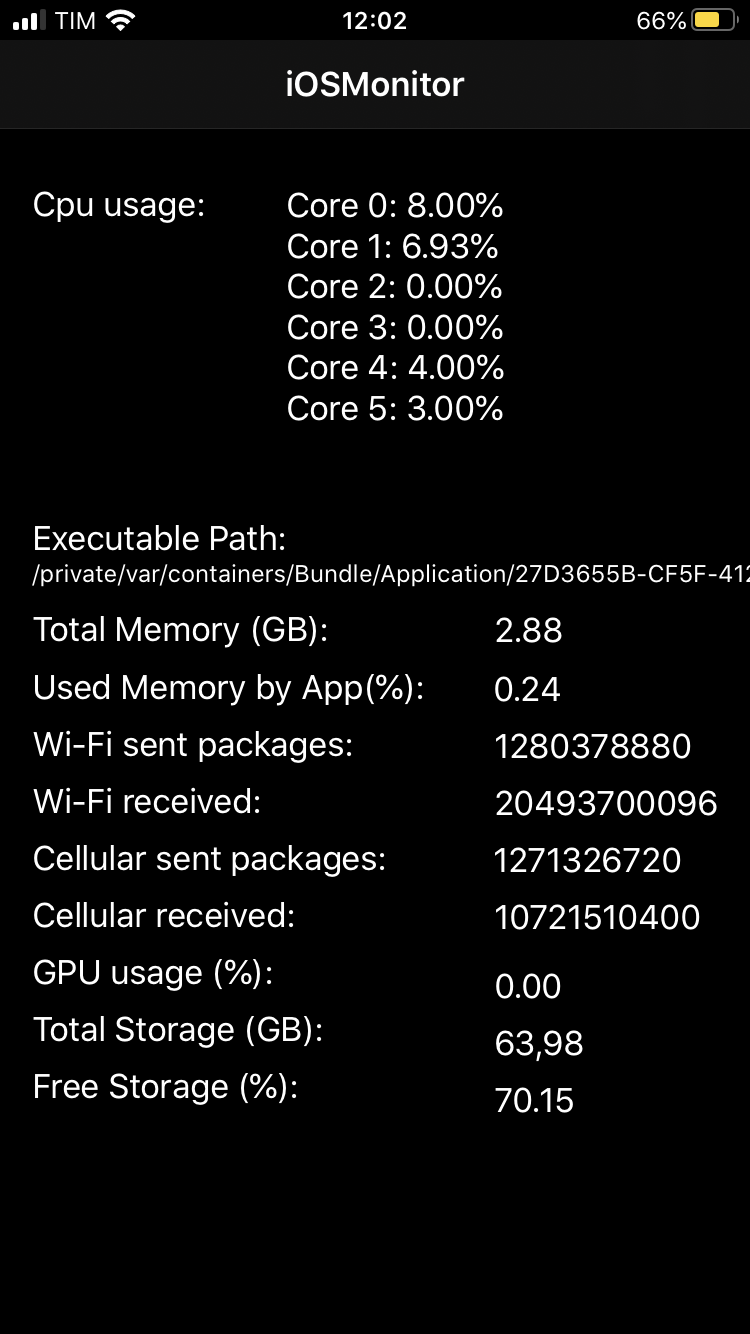 TIM 12:02 66%
iOSMonitor
Cpu usage: Core 0: 8.00%
Core 1: 6.93%
Core 2: 0.00%
Core 3: 0.00%
Core 4: 4.00%
Core 5: 3.00%
Executable Path:
/private/var/containers/Bundle/Application/27D3655B-CF5F-412
Total Memory (GB): 2.88
Used Memory by App(%): 0.24
Wi-Fi sent packages: 1280378880
Wi-Fi received: 20493700096
Cellular sent packages: 1271326720
Cellular received: 10721510400
GPU usage (%): 0.00
Total Storage (GB): 63,98
Free Storage (%): 70.15